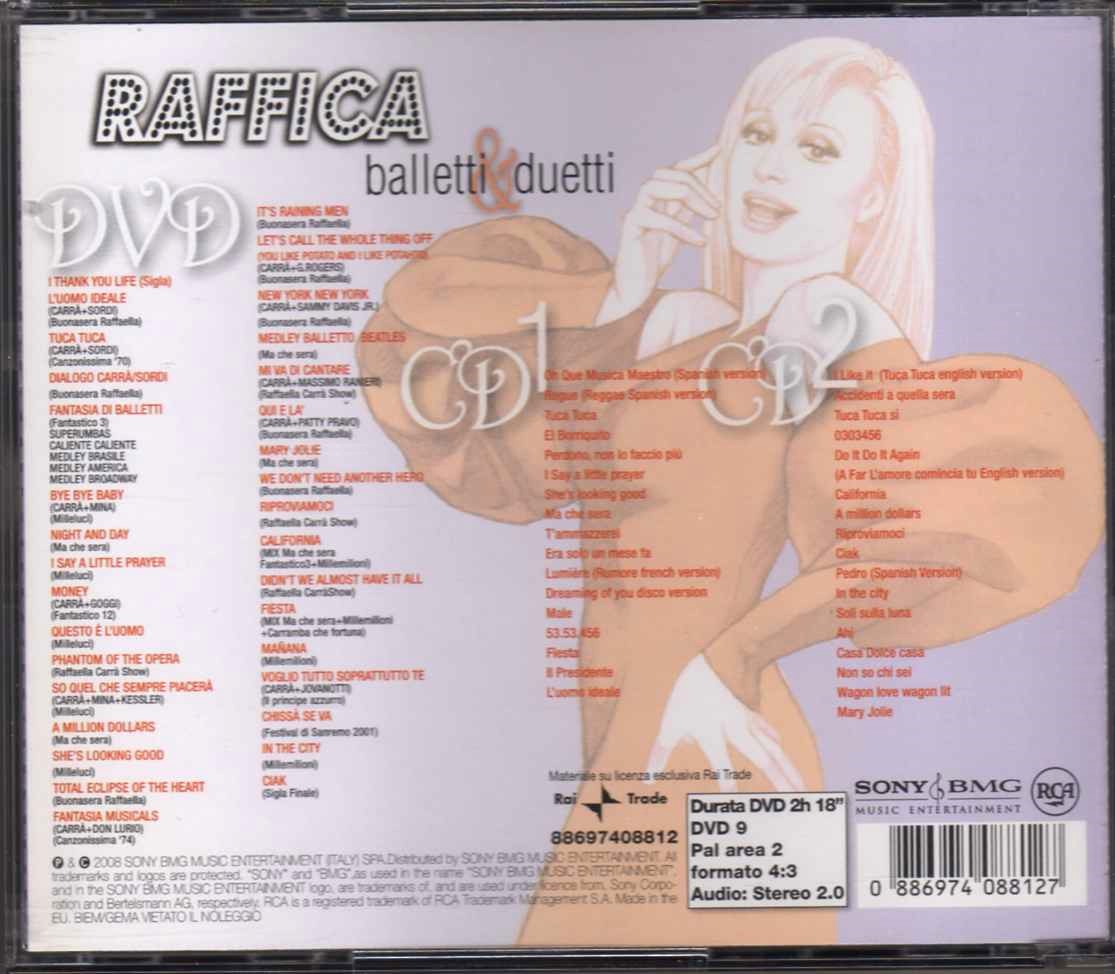 RAFFICA
balletti & duetti
DVD
I THANK YOU LIFE (Sigla)
L'UOMO IDEALE
(CARRÀ+SORDI)
(Buonasera Raffaella)
TUCA TUCA
(CARRÀ+SORDI)
(Canzonissima '70)
DIALOGO CARRÀ/SORDI
(Buonasera Raffaella)
FANTASIA DI BALLETTI
(Fantastico 3)
SUPERUMBAS
CALIENTE CALIENTE
MEDLEY BRASILE
MEDLEY AMERICA
MEDLEY BROADWAY
BYE BYE BABY
(CARRÀ+MINA)
(Milleluci)
NIGHT AND DAY
(Ma che sera)
I SAY A LITTLE PRAYER
(Milleluci)
MONEY
(CARRÀ+GOGGI)
(Fantastico 12)
QUESTO È L'UOMO
(Milleluci)
PHANTOM OF THE OPERA
(Raffaella Carrà Show)
SO QUEL CHE SEMPRE PIACERÀ
(CARRÀ+MINA+KESSLER)
(Milleluci)
A MILLION DOLLARS
(Ma che sera)
SHE'S LOOKING GOOD
(Milleluci)
TOTAL ECLIPSE OF THE HEART
(Buonasera Raffaella)
FANTASIA MUSICALS
(CARRÀ+DON LURIO)
(Canzonissima '74)
IT'S RAINING MEN
(Buonasera Raffaella)
LET'S CALL THE WHOLE THING OFF
(YOU LIKE POTATO AND I LIKE POTAHTO)
(CARRÀ+G.ROGERS)
(Buonasera Raffaella)
NEW YORK NEW YORK
(CARRÀ+SAMMY DAVIS JR.)
(Buonasera Raffaella)
MEDLEY BALLETTO BEATLES
(Ma che sera)
MI VA DI CANTARE
(CARRÀ+MASSIMO RANIERI)
(Raffaella Carrà Show)
QUI E LA'
(CARRÀ+PATTY PRAVO)
(Buonasera Raffaella)
MARY JOLIE
(Ma che sera)
WE DON'T NEED ANOTHER HERO
(Buonasera Raffaella)
RIPROVIAMOCI
(Raffaella Carrà Show)
CALIFORNIA
(MIX Ma che sera
Fantastico3+Millemilioni)
DIDN'T WE ALMOST HAVE IT ALL
(Raffaella CarràShow)
FIESTA
(MIX Ma che sera+Millemilioni
+Carramba che fortuna)
MAÑANA
(Millemilioni)
VOGLIO TUTTO SOPRATTUTTO TE
(CARRÀ+JOVANOTTI)
(Il principe azzurro)
CHISSÀ SE VA
(Festival di Sanremo 2001)
IN THE CITY
(Millemilioni)
CIAK
(Sigla Finale)
CD1
Oh Que Musica Maestro (Spanish version)
Rogue (Reggae Spanish version)
Tuca Tuca
El Borriquito
Perdono, non lo faccio più
I Say a little prayer
She's looking good
Ma che sera
T'ammazzerei
Era solo un mese fa
Lumière (Rumore french version)
Dreaming of you disco version
Male
53.53.456
Fiesta
Il Presidente
L'uomo ideale
CD2
I Like it (Tuca Tuca english version)
Accidenti a quella sera
Tuca Tuca si
0303456
Do It Do It Again
(A Far L'amore comincia tu English version)
California
A million dollars
Riproviamoci
Ciak
Pedro (Spanish Version)
In the city
Soli sulla luna
Ahi
Casa Dolce casa
Non so chi sei
Wagon love wagon lit
Mary Jolie
Materiale su licenza esclusiva Rai Trade
Rai Trade
88697408812
Durata DVD 2h 18"
DVD 9
Pal area 2
formato 4:3
Audio: Stereo 2.0
SONY BMG
MUSIC ENTERTAINMENT
RCA
0 886974 088127
℗ & © 2008 SONY BMG MUSIC ENTERTAINMENT (ITALY) SPA.Distributed by SONY BMG MUSIC ENTERTAINMENT. All
trademarks and logos are protected. "SONY" and "BMG",as used in the name "SONY BMG MUSIC ENTERTAINMENT",
and in the SONY BMG MUSIC ENTERTAINMENT logo, are trademarks of, and are used under licence from, Sony Corpo-
ration and Bertelsmann AG, respectively. RCA is a registered trademark of RCA Trademark Management S.A. Made in the
EU. BIEM/GEMA VIETATO IL NOLEGGIO